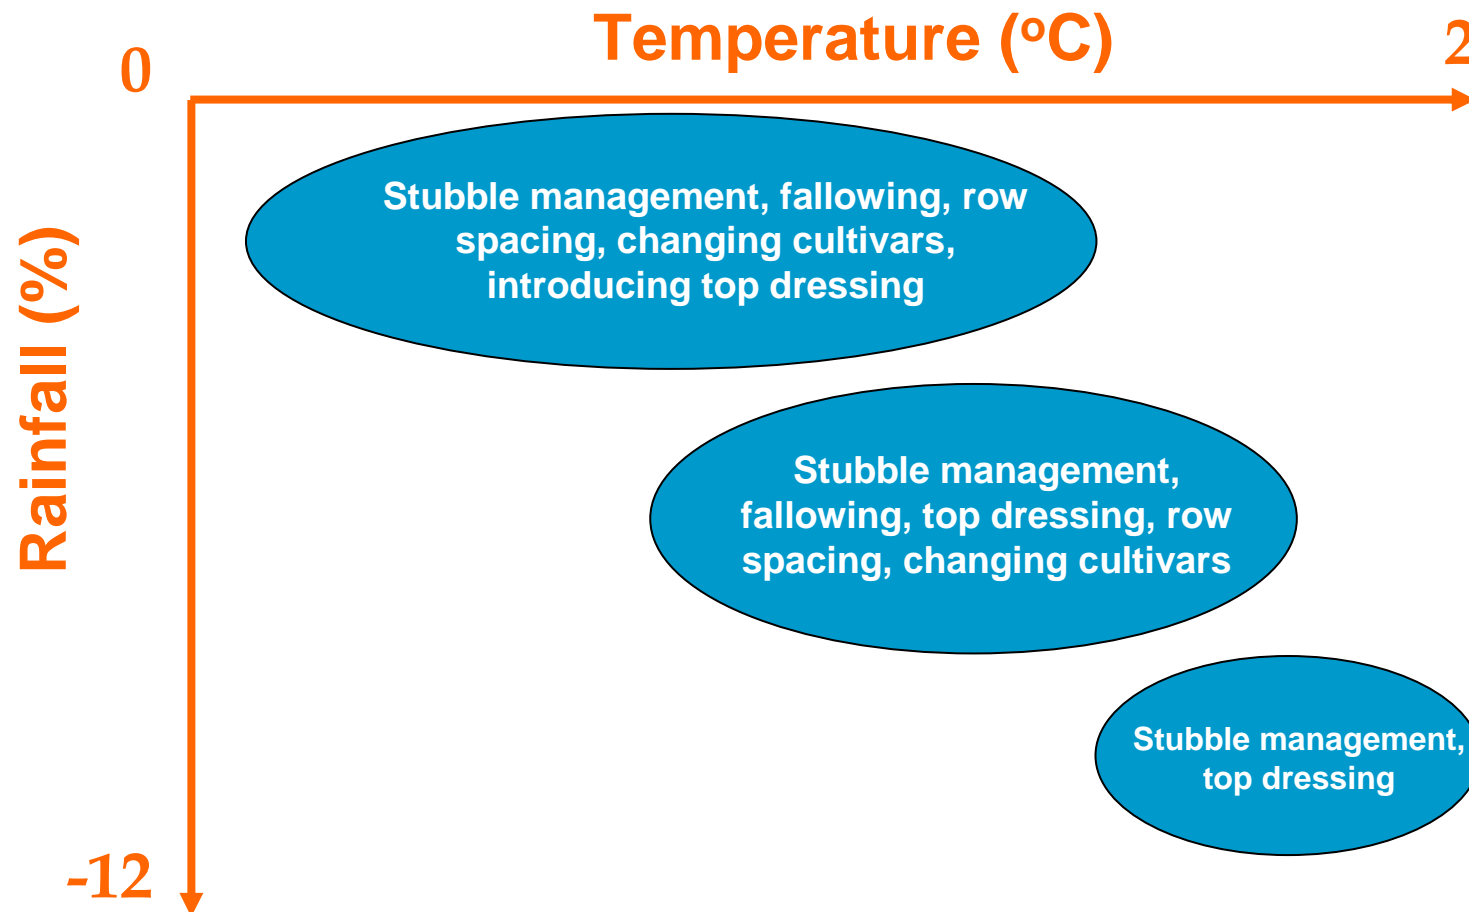 Temperature (°C)
0
2
Rainfall (%)
Stubble management, fallowing, row
spacing, changing cultivars,
introducing top dressing
Stubble management,
fallowing, top dressing, row
spacing, changing cultivars
Stubble management,
top dressing
-12